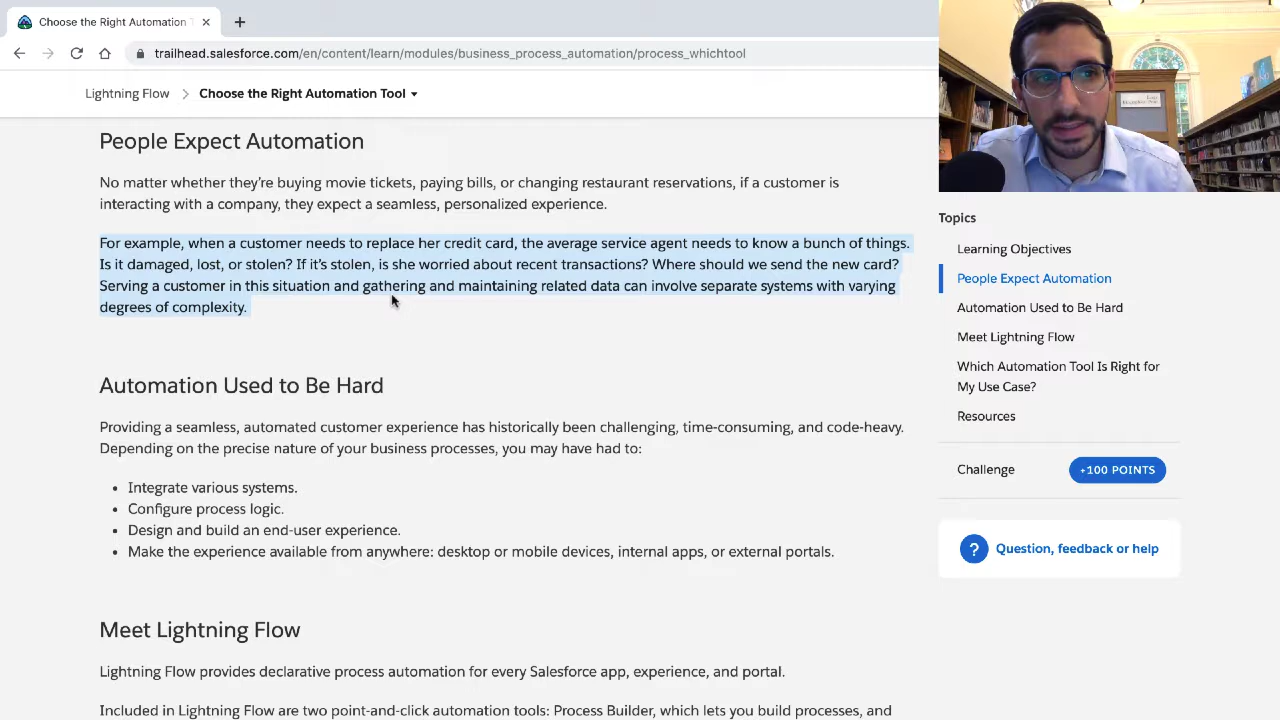 Choose the Right Automation T
trailhead.salesforce.com/en/content/learn/modules/business_process_automation/process_whichtool
Lightning Flow > Choose the Right Automation Tool
People Expect Automation
No matter whether they're buying movie tickets, paying bills, or changing restaurant reservations, if a customer is
interacting with a company, they expect a seamless, personalized experience.
For example, when a customer needs to replace her credit card, the average service agent needs to know a bunch of things.
Is it damaged, lost, or stolen? If it's stolen, is she worried about recent transactions? Where should we send the new card?
Serving a customer in this situation and gathering and maintaining related data can involve separate systems with varying
degrees of complexity.
Automation Used to Be Hard
Providing a seamless, automated customer experience has historically been challenging, time-consuming, and code-heavy.
Depending on the precise nature of your business processes, you may have had to:
• Integrate various systems.
• Configure process logic.
• Design and build an end-user experience.
• Make the experience available from anywhere: desktop or mobile devices, internal apps, or external portals.
Meet Lightning Flow
Lightning Flow provides declarative process automation for every Salesforce app, experience, and portal.
Included in Lightning Flow are two point-and-click automation tools: Process Builder, which lets you build processes, and
Topics
Learning Objectives
People Expect Automation
Automation Used to Be Hard
Meet Lightning Flow
Which Automation Tool Is Right for
My Use Case?
Resources
Challenge
+100 POINTS
? Question, feedback or help